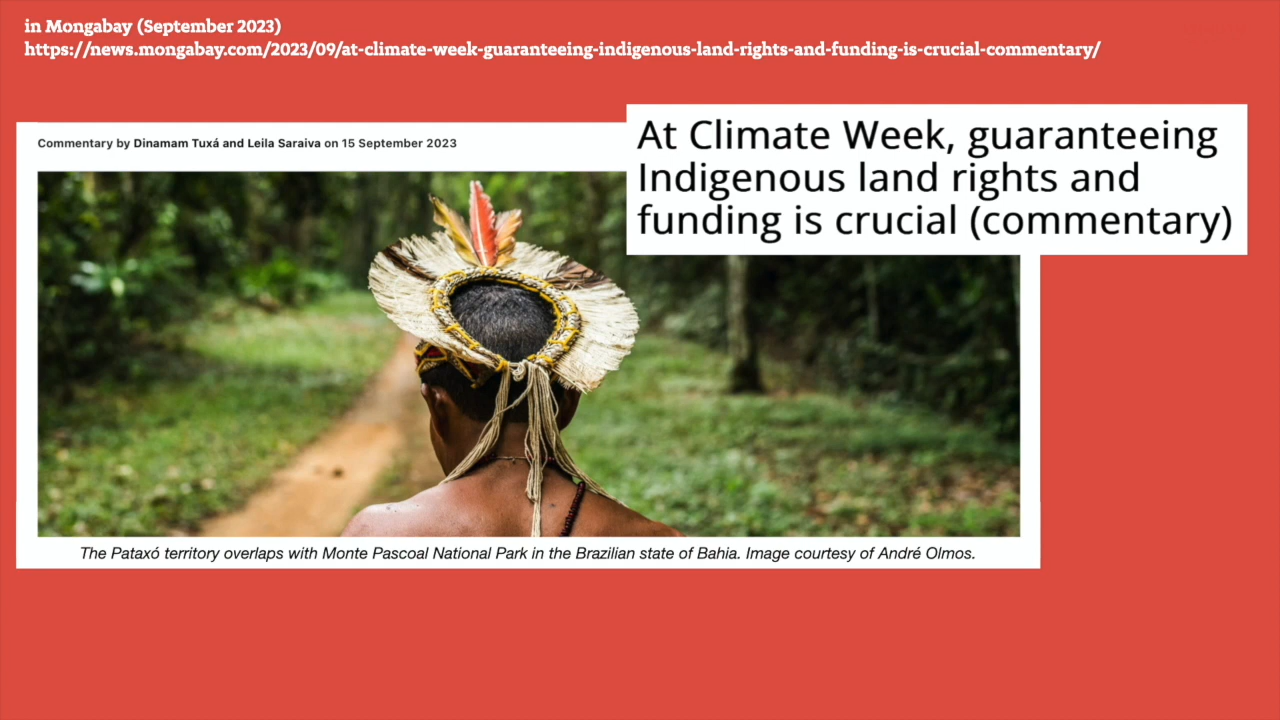 in Mongabay (September 2023)
https://news.mongabay.com/2023/09/at-climate-week-guaranteeing-indigenous-land-rights-and-funding-is-crucial-commentary/
At Climate Week, guaranteeing
Indigenous land rights and
funding is crucial (commentary)
Commentary by Dinamam Tuxá and Leila Saraiva on 15 September 2023
The Pataxó territory overlaps with Monte Pascoal National Park in the Brazilian state of Bahia. Image courtesy of André Olmos.